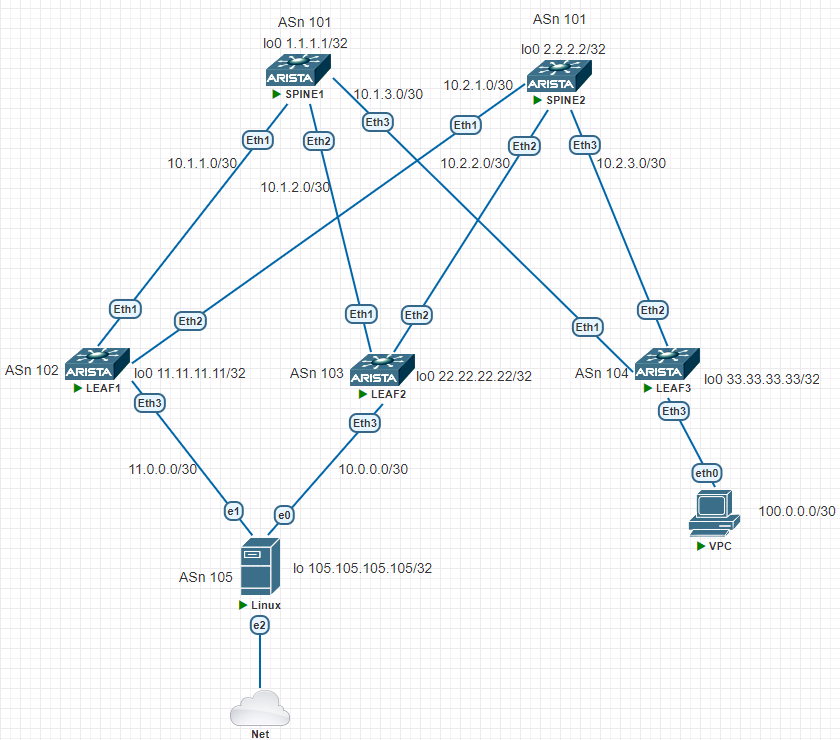 ASn 101
ASn 101
lo0 1.1.1.1/32
lo0 2.2.2.2/32
ARISTA
SPINE1
ARISTA
SPINE2
10.1.3.0/30
10.2.1.0/30
Eth3
Eth1
Eth1
Eth2
Eth2
Eth3
10.1.1.0/30
10.2.2.0/30
10.2.3.0/30
10.1.2.0/30
Eth1
Eth2
Eth1
Eth2
Eth1
Eth2
ASn 102
ARISTA
LEAF1
lo0 11.11.11.11/32
ASn 103
ARISTA
LEAF2
lo0 22.22.22.22/32
ASn 104
ARISTA
LEAF3
lo0 33.33.33.33/32
Eth3
Eth3
Eth3
11.0.0.0/30
10.0.0.0/30
eth0
e1
e0
100.0.0.0/30
VPC
ASn 105
lo 105.105.105.105/32
Linux
e2
Net